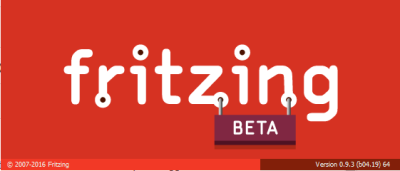 fritzing
BETA
© 2007-2016 Fritzing
Version 0.9.3 (b04.19) 64